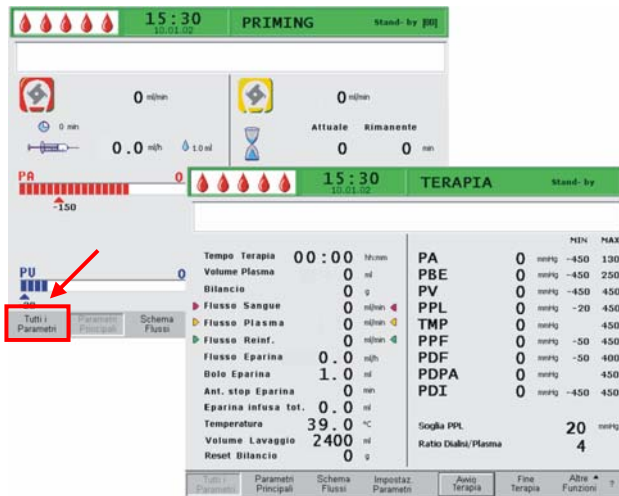 15:30
10.01.02
PRIMING
Stand-by [00]
0 ml/min
0 ml/min
0 min
Attuale Rimanente
0.0 ml/h 1.0 ml
0 0 min
PA 0
-150
PV 0
Tutti i Parametri
Parametri Principali
Schema Flussi
15:30
10.01.02
TERAPIA
Stand-by
MIN MAX
Tempo Terapia 00:00 hh:mm
Volume Plasma 0 ml
Bilancio 0 g
Flusso Sangue 0 ml/min
Flusso Plasma 0 ml/min
Flusso Reinf. 0 ml/min
Flusso Eparina 0.0 ml/h
Bolo Eparina 1.0 ml
Ant. stop Eparina 0 min
Eparina infusa tot. 0.0 ml
Temperatura 39.0 °C
Volume Lavaggio 2400 ml
Reset Bilancio 0 g
PA 0 mmHg -450 130
PBE 0 mmHg -450 250
PV 0 mmHg -450 450
PPL 0 mmHg -20 450
TMP 0 mmHg 450
PPF 0 mmHg -50 450
PDF 0 mmHg -50 400
PDPA 0 mmHg 450
PDI 0 mmHg -450 450
Soglia PPL 20 mmHg
Ratio Dialisi/Plasma 4
Tutti i Parametri
Parametri Principali
Schema Flussi
Impostaz. Parametri
Avvio Terapia
Fine Terapia
Altre Funzioni
?